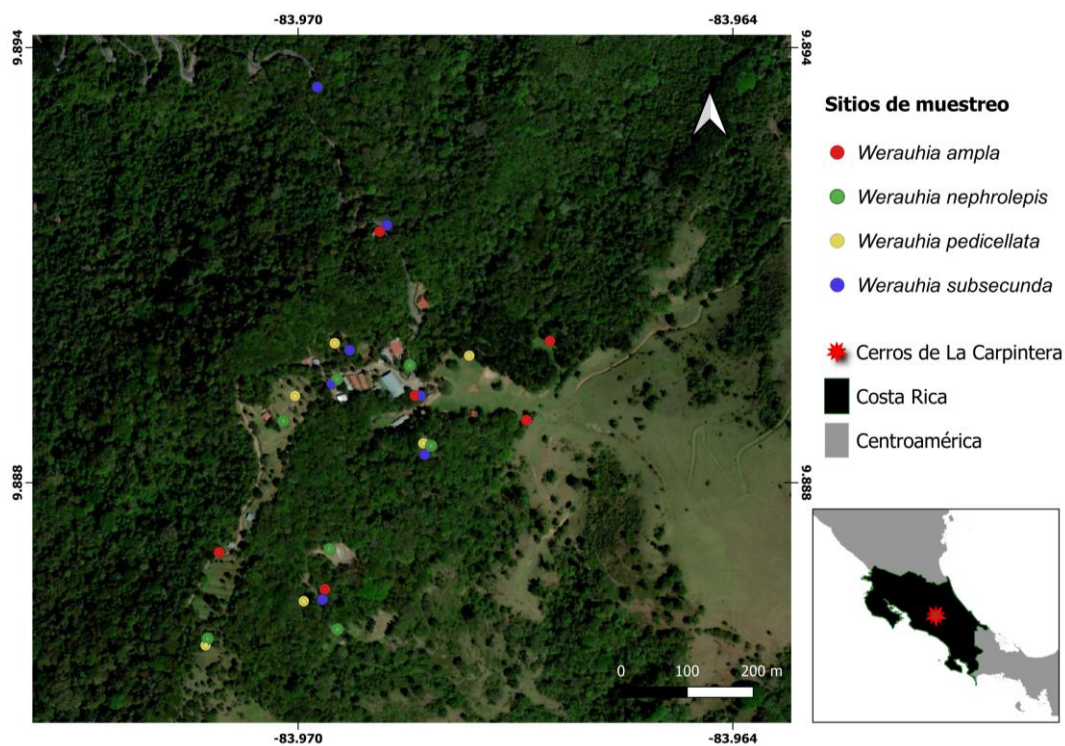 -83.970
-83.964
9.894
9.894
Sitios de muestreo
Werauhia ampla
Werauhia nephrolepis
Werauhia pedicellata
Werauhia subsecunda
Cerros de La Carpintera
Costa Rica
Centroamérica
9.888
9.888
0 100 200 m
-83.970
-83.964